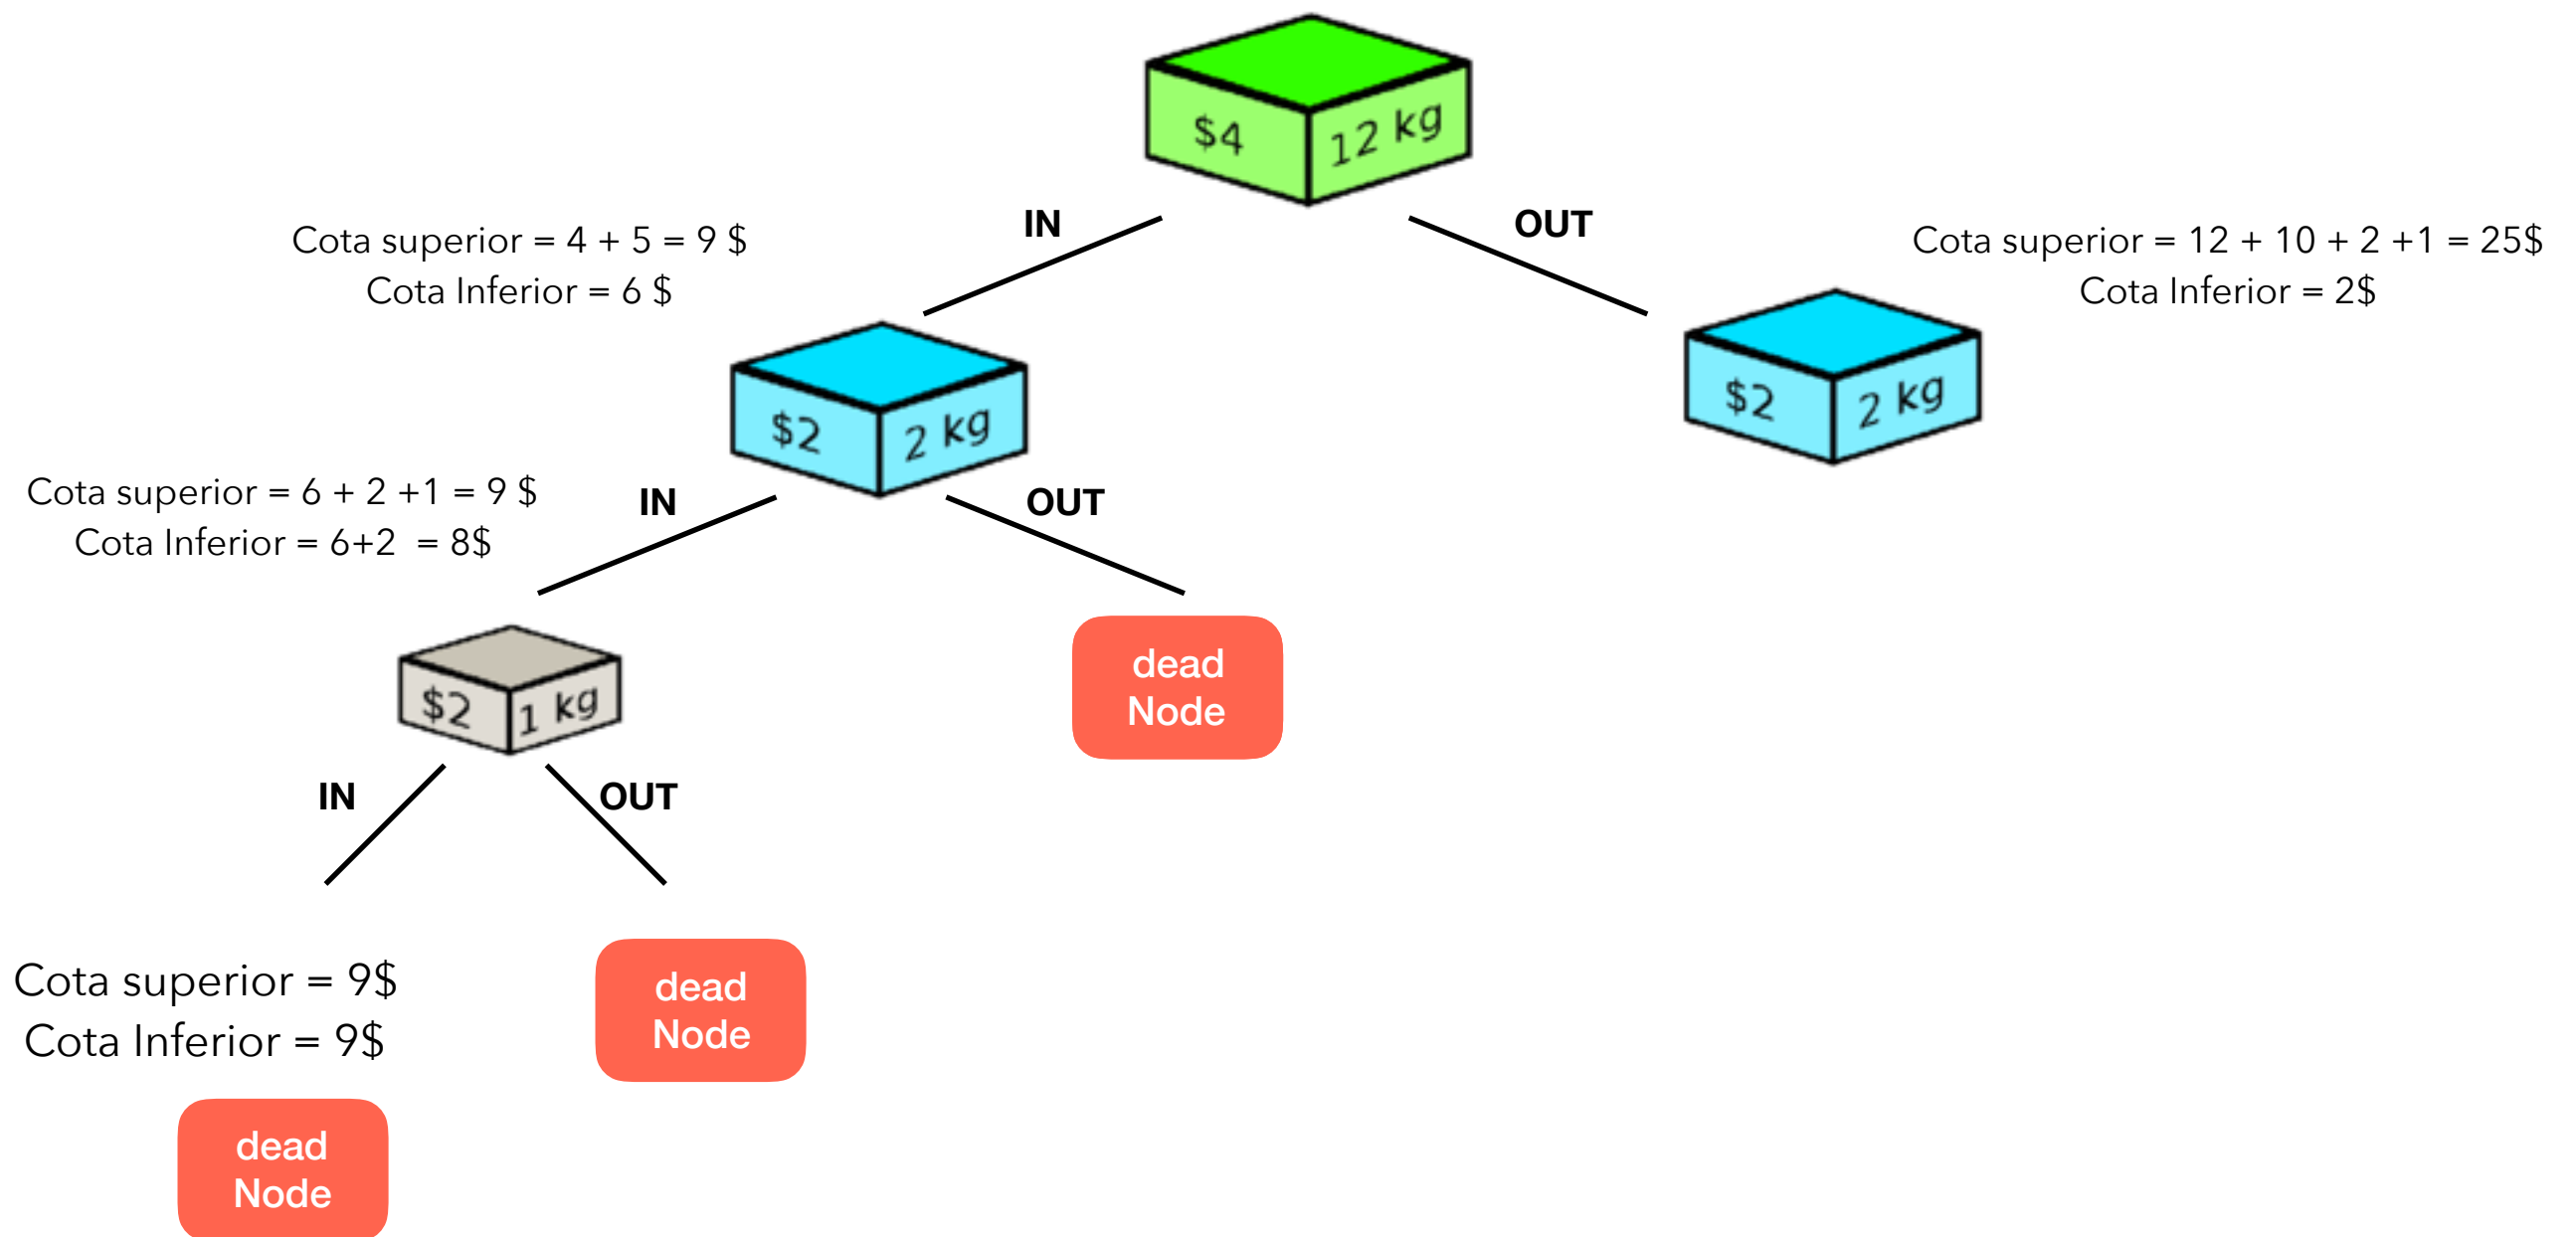 $4
12 kg
IN
OUT
Cota superior = 4 + 5 = 9 $
Cota Inferior = 6 $
Cota superior = 12 + 10 + 2 +1 = 25$
Cota Inferior = 2$
$2
2 kg
$2
2 kg
Cota superior = 6 + 2 +1 = 9 $
Cota Inferior = 6+2 = 8$
IN
OUT
$2
1 kg
dead
Node
IN
OUT
Cota superior = 9$
Cota Inferior = 9$
dead
Node
dead
Node